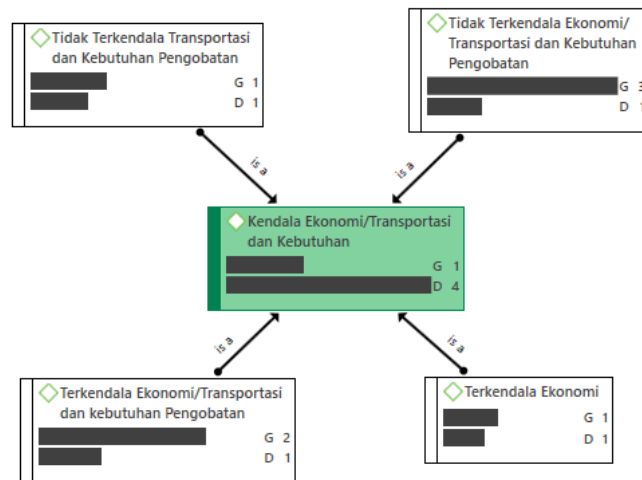 Tidak Terkendala Transportasi
dan Kebutuhan Pengobatan
G 1
D 1
Tidak Terkendala Ekonomi/
Transportasi dan Kebutuhan
Pengobatan
G 3
D 1
is a
is a
Kendala Ekonomi/Transportasi
dan Kebutuhan
G 1
D 4
is a
is a
Terkendala Ekonomi/Transportasi
dan kebutuhan Pengobatan
G 2
D 1
Terkendala Ekonomi
G 1
D 1